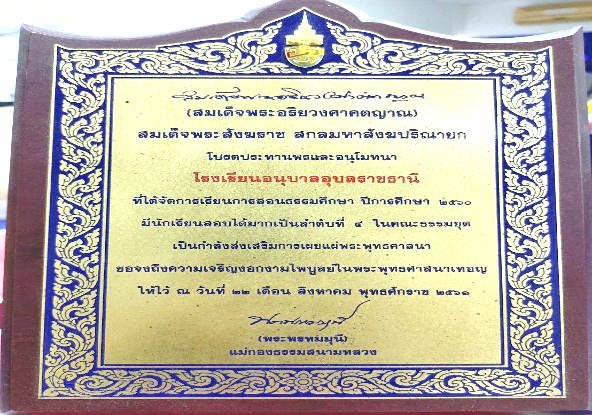 (สมเด็จพระอริยวงศาคตญาณ)
สมเด็จพระสังฆราช สกลมหาสังฆปริณายก
โปรดประทานพรและอนุโมทนา
โรงเรียนอนุบาลอุบลราชธานี
ที่ได้จัดการเรียนการสอนธรรมศึกษา ปีการศึกษา ๒๕๖๐
มีนักเรียนสอบได้มากเป็นลำดับที่ ๔ ในคณะธรรมยุต
เป็นกำลังส่งเสริมการเผยแผ่พระพุทธศาสนา
ขอจงถึงความเจริญงอกงามไพบูลย์ในพระพุทธศาสนาเทอญ
ให้ไว้ ณ วันที่ ๒๒ เดือน สิงหาคม พุทธศักราช ๒๕๖๑
(พระพรหมมุนี)
แม่กองธรรมสนามหลวง